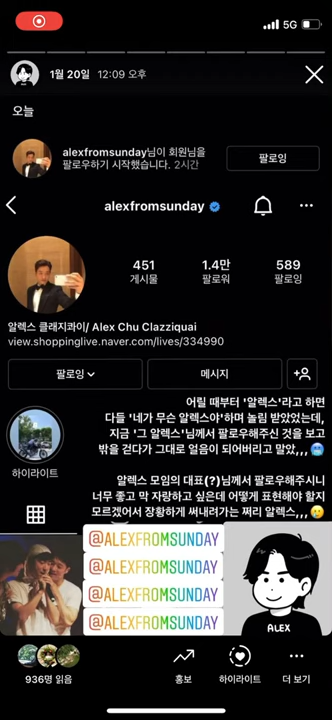 5G
1월 20일 12:09 오후
오늘
alexfromsunday님이 회원님을
팔로우하기 시작했습니다. 2시간
팔로잉
alexfromsunday
451
1.4만
589
게시물
팔로워
팔로잉
알렉스 클래지콰이/ Alex Chu Clazziquai
view.shoppinglive.naver.com/lives/334990
팔로잉
메시지
어릴 때부터 '알렉스'라고 하면
다들 '네가 무슨 알렉스야'하며 놀림 받았었는데,
지금 '그 알렉스'님께서 팔로우해주신 것을 보고
밖을 걷다가 그대로 얼음이 되어버리고 말았,,, 🥶
하이라이트
알렉스 모임의 대표(?)님께서 팔로우해주시니
너무 좋고 막 자랑하고 싶은데 어떻게 표현해야 할지
모르겠어서 장황하게 써내려가는 쩌리 알렉스,,, 🥲
@ALEXFROMSUNDAY
@ALEXFROMSUNDAY
@ALEXFROMSUNDAY
@ALEXFROMSUNDAY
ALEX
936명 읽음
홍보
하이라이트
더 보기